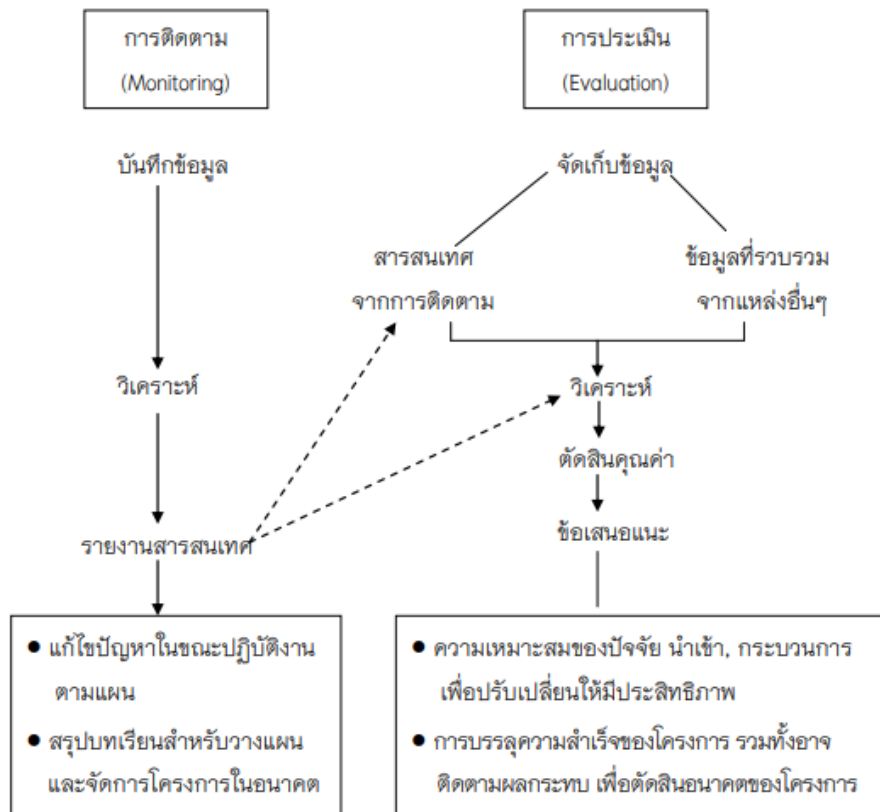 การติดตาม
(Monitoring)
การประเมิน
(Evaluation)
บันทึกข้อมูล
จัดเก็บข้อมูล
สารสนเทศ
จากการติดตาม
ข้อมูลที่รวบรวม
จากแหล่งอื่นๆ
วิเคราะห์
วิเคราะห์
ตัดสินคุณค่า
รายงานสารสนเทศ
ข้อเสนอแนะ
● แก้ไขปัญหาในขณะปฏิบัติงาน
ตามแผน
● สรุปบทเรียนสำหรับวางแผน
และจัดการโครงการในอนาคต
● ความเหมาะสมของปัจจัย นำเข้า, กระบวนการ
เพื่อปรับเปลี่ยนให้มีประสิทธิภาพ
● การบรรลุความสำเร็จของโครงการ รวมทั้งอาจ
ติดตามผลกระทบ เพื่อตัดสินอนาคตของโครงการ